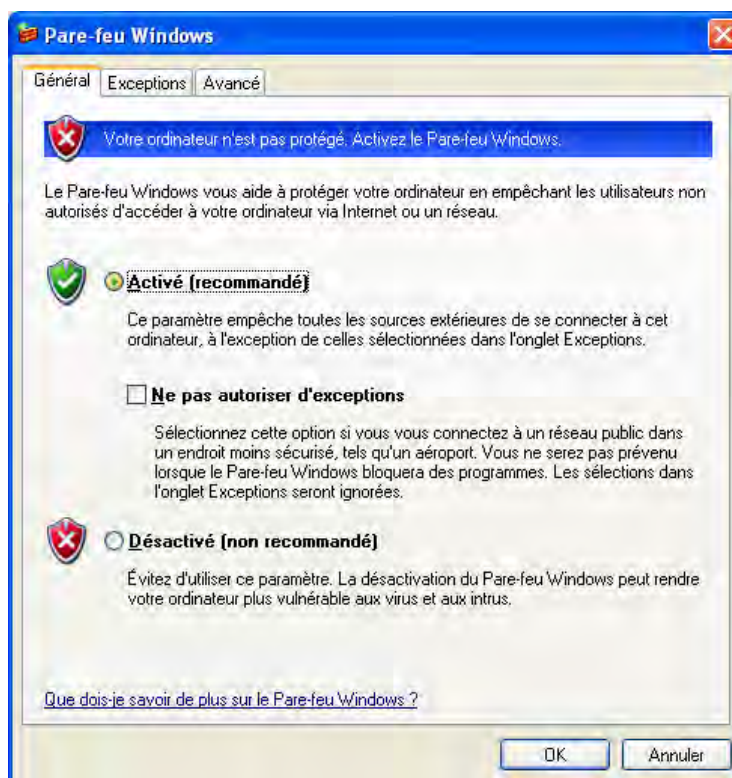 Pare-feu Windows
Général
Exceptions
Avancé
Votre ordinateur n'est pas protégé. Activez le Pare-feu Windows.
Le Pare-feu Windows vous aide à protéger votre ordinateur en empêchant les utilisateurs non
autorisés d'accéder à votre ordinateur via Internet ou un réseau.
Activé (recommandé)
Ce paramètre empêche toutes les sources extérieures de se connecter à cet
ordinateur, à l'exception de celles sélectionnées dans l'onglet Exceptions.
Ne pas autoriser d'exceptions
Sélectionnez cette option si vous vous connectez à un réseau public dans
un endroit moins sécurisé, tels qu'un aéroport. Vous ne serez pas prévenu
lorsque le Pare-feu Windows bloquera des programmes. Les sélections dans
l'onglet Exceptions seront ignorées.
Désactivé (non recommandé)
Évitez d'utiliser ce paramètre. La désactivation du Pare-feu Windows peut rendre
votre ordinateur plus vulnérable aux virus et aux intrus.
Que dois-je savoir de plus sur le Pare-feu Windows ?
OK
Annuler